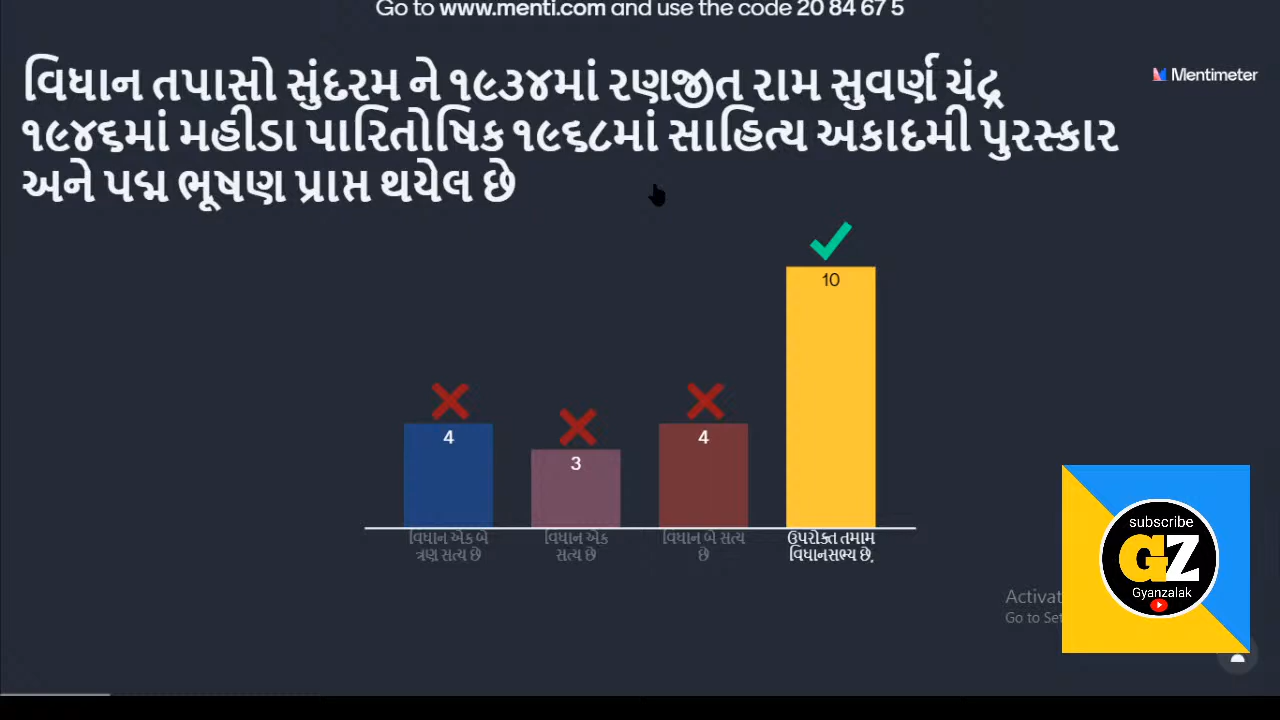 Go to www.menti.com and use the code 20 84 67 5
Mentimeter
વિધાન તપાસો સુંદરમ ને ૧૯૩૪માં રણજીત રામ સુવર્ણ ચંદ્ર
૧૯૪૬માં મહીડા પારિતોષિક ૧૯૬૮માં સાહિત્ય અકાદમી પુરસ્કાર
અને પદ્મ ભૂષણ પ્રાપ્ત થયેલ છે
4
3
4
10
વિધાન એક બે
ત્રણ સત્ય છે
વિધાન એક
સત્ય છે
વિધાન બે સત્ય
છે
ઉપરોક્ત તમામ
વિધાનસભ્ય છે.
Activat
Go to Set
subscribe
GZ
Gyanzalak